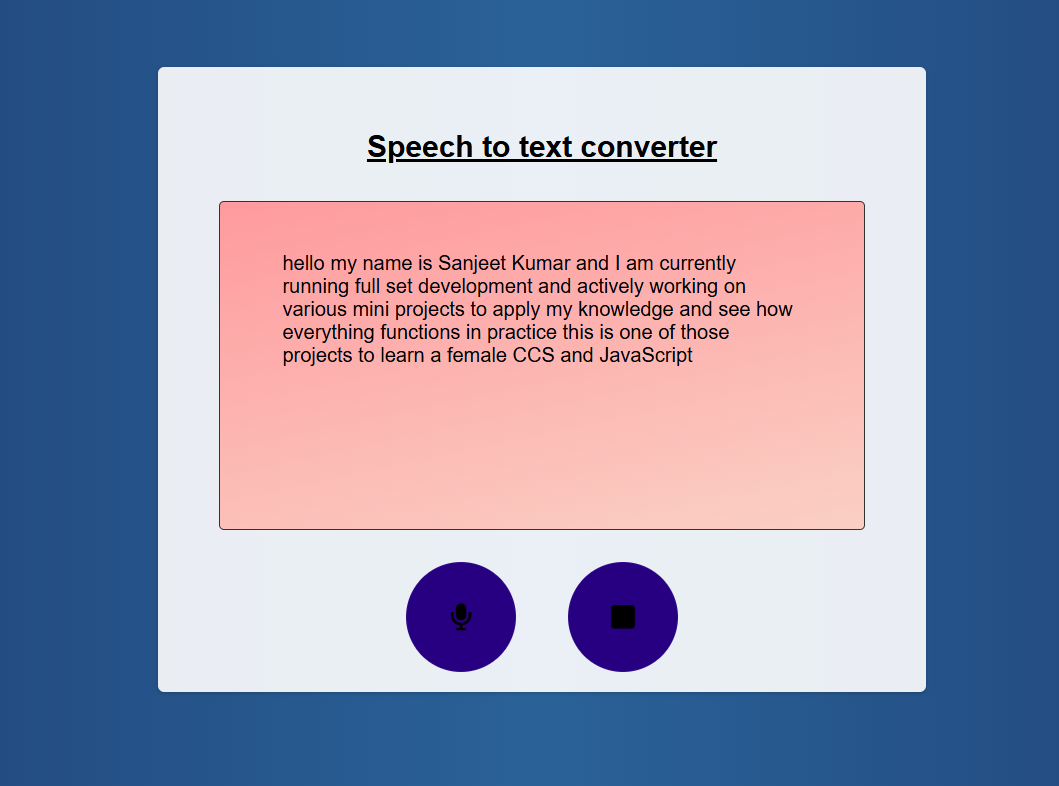 Speech to text converter
hello my name is Sanjeet Kumar and I am currently
running full set development and actively working on
various mini projects to apply my knowledge and see how
everything functions in practice this is one of those
projects to learn a female CCS and JavaScript